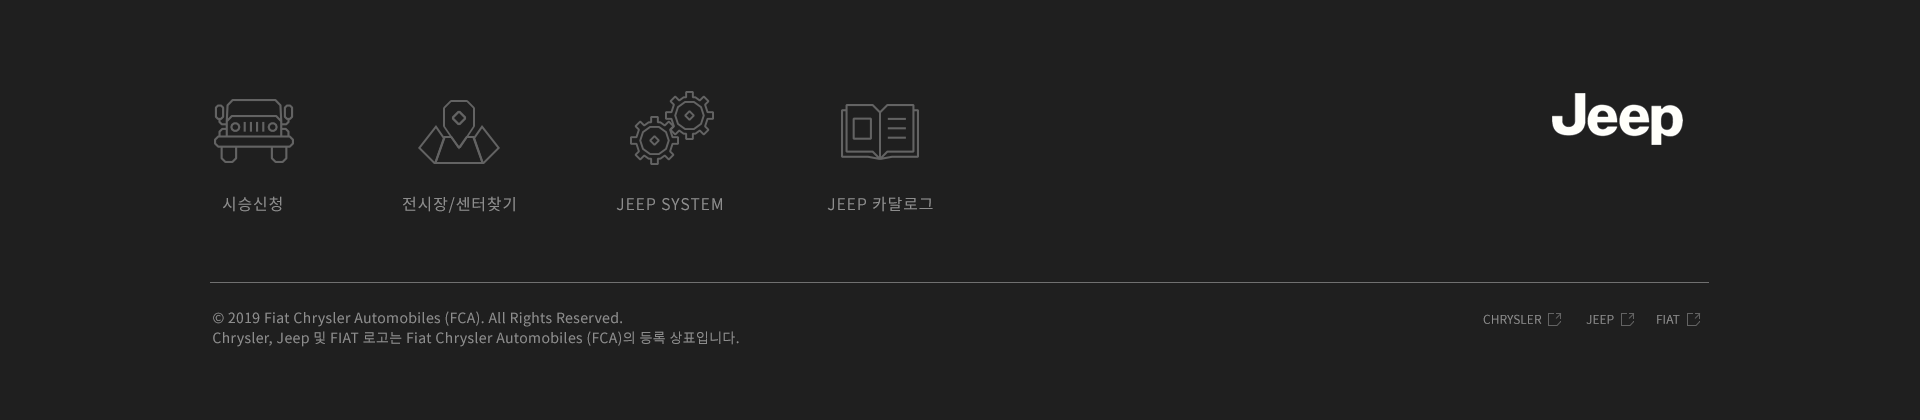 Jeep
시승신청
전시장/센터찾기
JEEP SYSTEM
JEEP 카달로그
© 2019 Fiat Chrysler Automobiles (FCA). All Rights Reserved.
Chrysler, Jeep 및 FIAT 로고는 Fiat Chrysler Automobiles (FCA)의 등록 상표입니다.
CHRYSLER
JEEP
FIAT